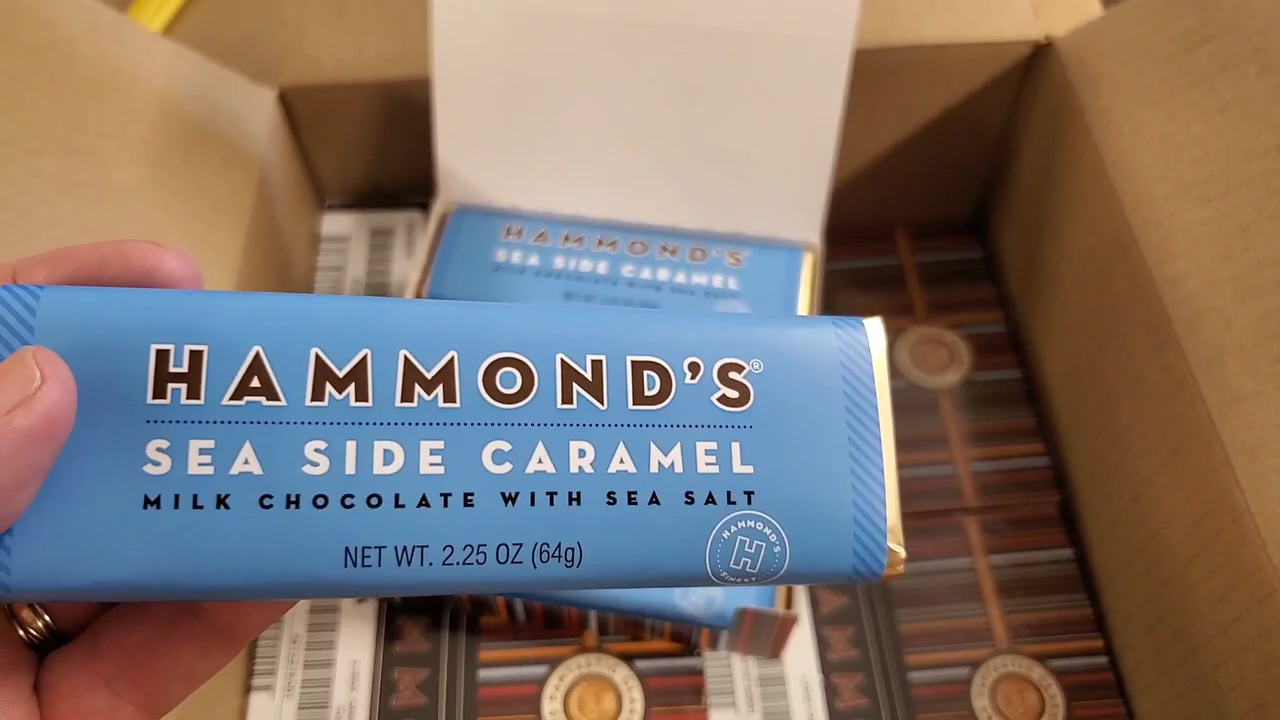 HAMMOND'S
SEA SIDE CARAMEL
HAMMOND'S®
SEA SIDE CARAMEL
MILK CHOCOLATE WITH SEA SALT
NET WT. 2.25 OZ (64g)
HAMMOND'S
H
FINEST